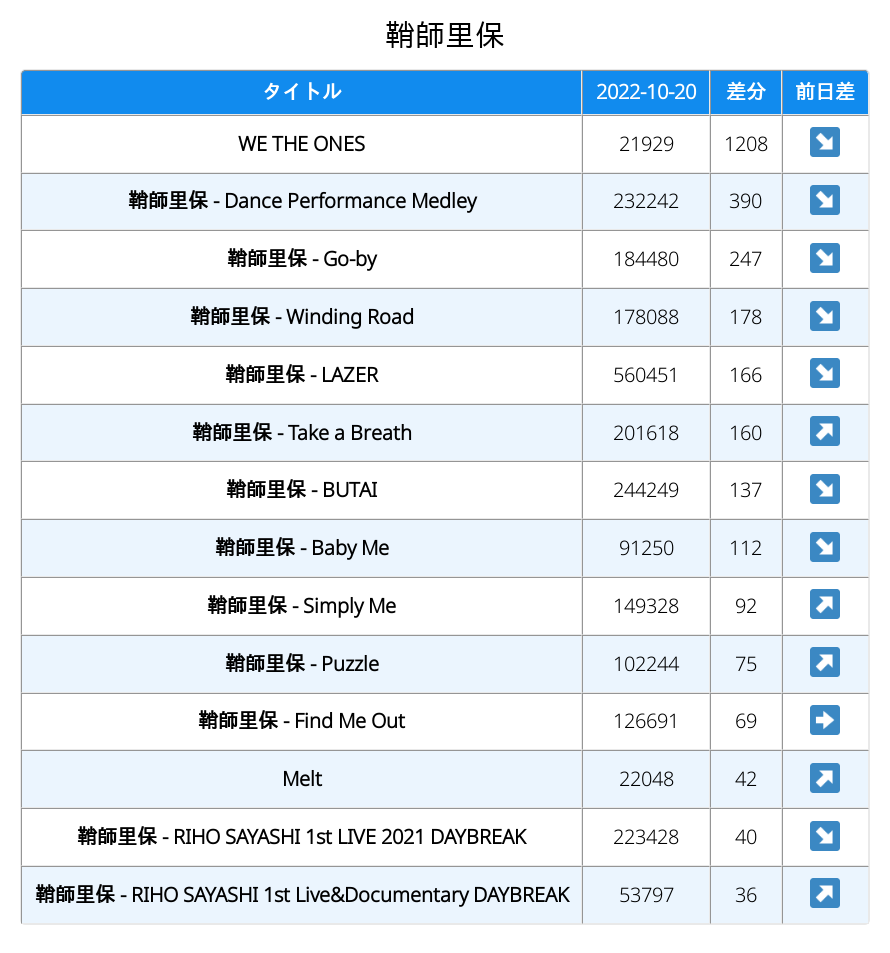 鞘師里保
タイトル 2022-10-20 差分 前日差
WE THE ONES 21929 1208 ↘
鞘師里保 - Dance Performance Medley 232242 390 ↘
鞘師里保 - Go-by 184480 247 ↘
鞘師里保 - Winding Road 178088 178 ↘
鞘師里保 - LAZER 560451 166 ↘
鞘師里保 - Take a Breath 201618 160 ↗
鞘師里保 - BUTAI 244249 137 ↘
鞘師里保 - Baby Me 91250 112 ↘
鞘師里保 - Simply Me 149328 92 ↗
鞘師里保 - Puzzle 102244 75 ↗
鞘師里保 - Find Me Out 126691 69 ➡
Melt 22048 42 ↗
鞘師里保 - RIHO SAYASHI 1st LIVE 2021 DAYBREAK 223428 40 ↘
鞘師里保 - RIHO SAYASHI 1st Live&Documentary DAYBREAK 53797 36 ↗